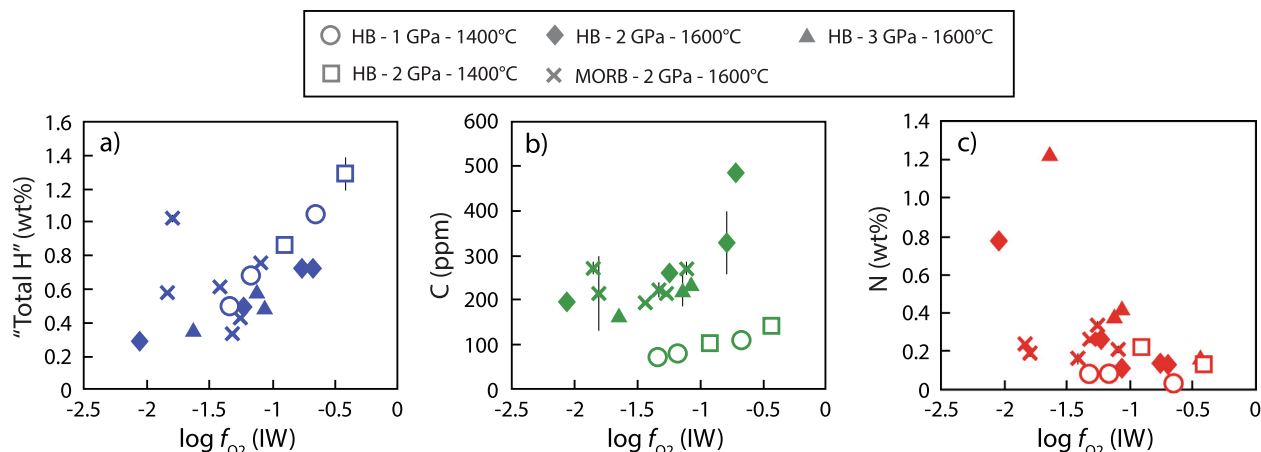 HB - 1 GPa - 1400°C HB - 2 GPa - 1600°C HB - 3 GPa - 1600°C
HB - 2 GPa - 1400°C MORB - 2 GPa - 1600°C
a)
"Total H" (wt%)
1.6
1.4
1.2
1.0
0.8
0.6
0.4
0.2
0
-2.5 -2 -1.5 -1 -0.5 0
log fO2 (IW)
b)
C (ppm)
600
500
400
300
200
100
0
-2.5 -2 -1.5 -1 -0.5 0
log fO2 (IW)
c)
N (wt%)
1.4
1.2
1.0
0.8
0.6
0.4
0.2
0
-2.5 -2 -1.5 -1 -0.5 0
log fO2 (IW)